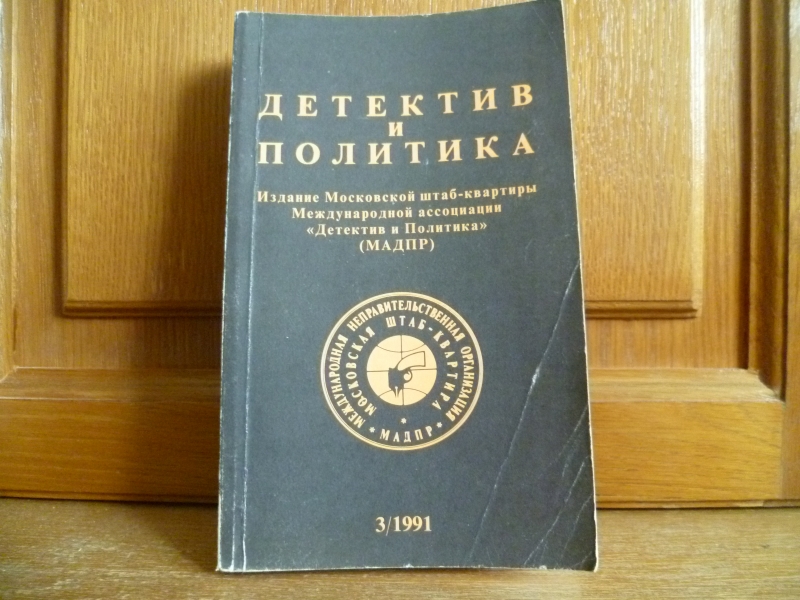 ДЕТЕКТИВ
И
ПОЛИТИКА
Издание Московской штаб-квартиры
Международной ассоциации
«Детектив и Политика»
(МАДПР)
МЕЖДУНАРОДНАЯ НЕПРАВИТЕЛЬСТВЕННАЯ ОРГАНИЗАЦИЯ
МОСКОВСКАЯ ШТАБ-КВАРТИРА
* МАДПР *
3/1991